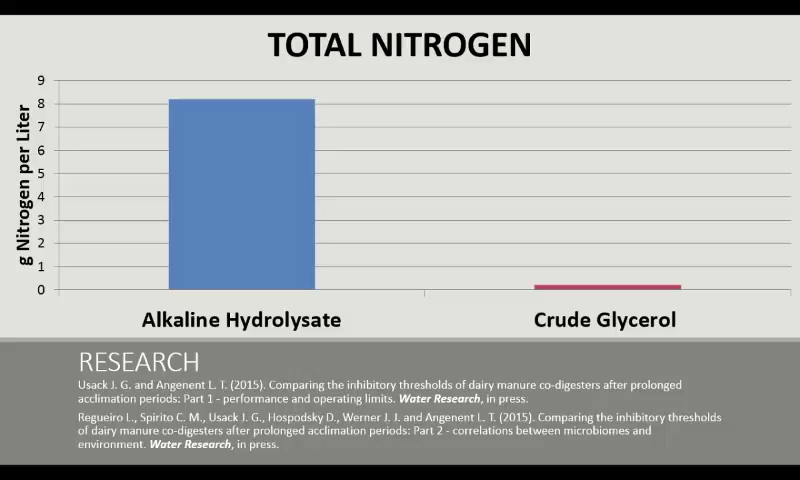 TOTAL NITROGEN
g Nitrogen per Liter
9
8
7
6
5
4
3
2
1
0
Alkaline Hydrolysate
Crude Glycerol
RESEARCH
Usack J. G. and Angenent L. T. (2015). Comparing the inhibitory thresholds of dairy manure co-digesters after prolonged
acclimation periods: Part 1 - performance and operating limits. Water Research, in press.
Regueiro L., Spirito C. M., Usack J. G., Hospodsky D., Werner J. J. and Angenent L. T. (2015). Comparing the inhibitory thresholds
of dairy manure co-digesters after prolonged acclimation periods: Part 2 - correlations between microbiomes and
environment. Water Research, in press.